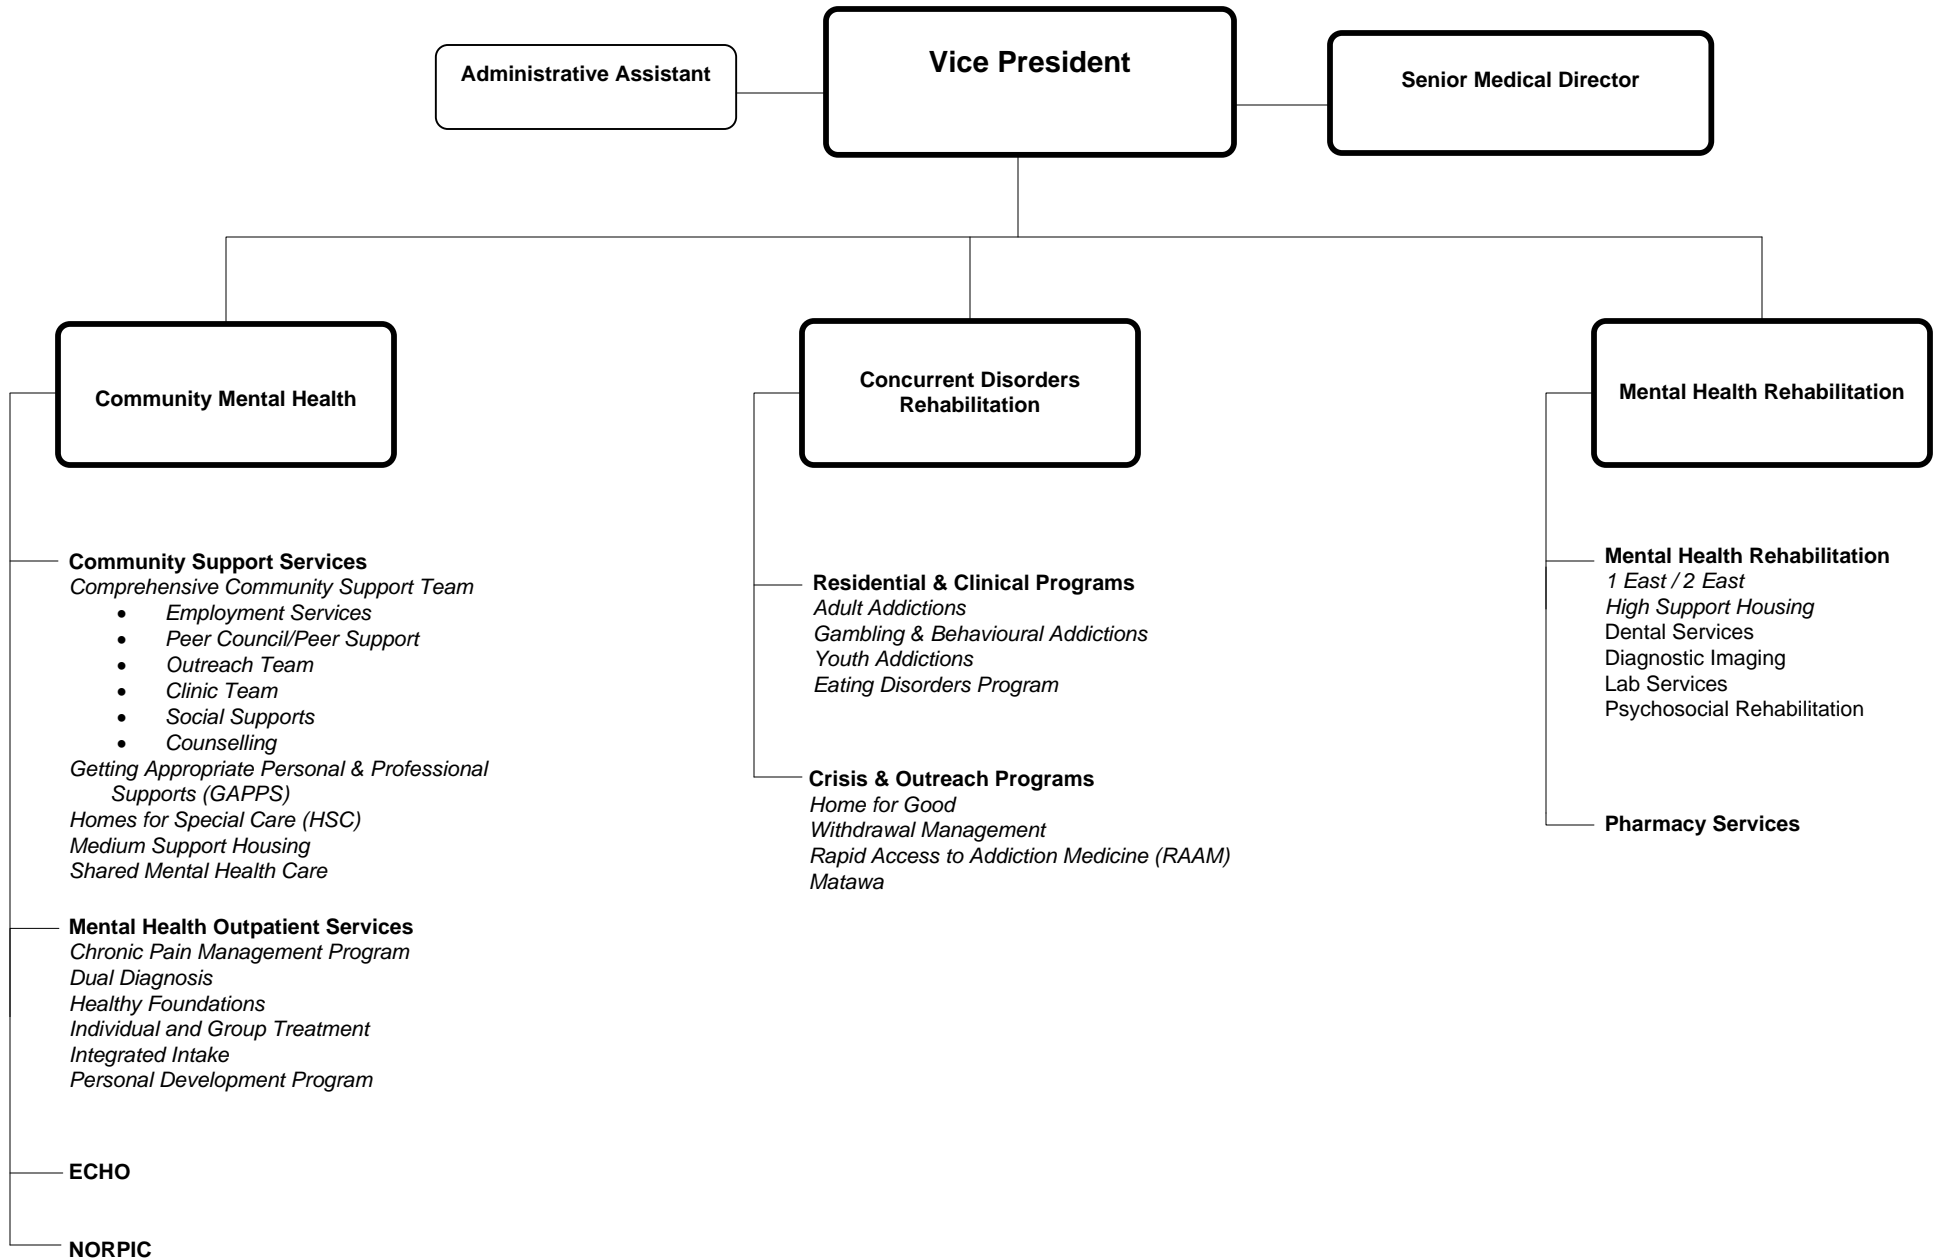 Administrative Assistant
Vice President
Senior Medical Director
Community Mental Health
Community Support Services
Comprehensive Community Support Team
• Employment Services
• Peer Council/Peer Support
• Outreach Team
• Clinic Team
• Social Supports
• Counselling
Getting Appropriate Personal & Professional
Supports (GAPPS)
Homes for Special Care (HSC)
Medium Support Housing
Shared Mental Health Care
Mental Health Outpatient Services
Chronic Pain Management Program
Dual Diagnosis
Healthy Foundations
Individual and Group Treatment
Integrated Intake
Personal Development Program
ECHO
NORPIC
Concurrent Disorders
Rehabilitation
Residential & Clinical Programs
Adult Addictions
Gambling & Behavioural Addictions
Youth Addictions
Eating Disorders Program
Crisis & Outreach Programs
Home for Good
Withdrawal Management
Rapid Access to Addiction Medicine (RAAM)
Matawa
Mental Health Rehabilitation
Mental Health Rehabilitation
1 East / 2 East
High Support Housing
Dental Services
Diagnostic Imaging
Lab Services
Psychosocial Rehabilitation
Pharmacy Services